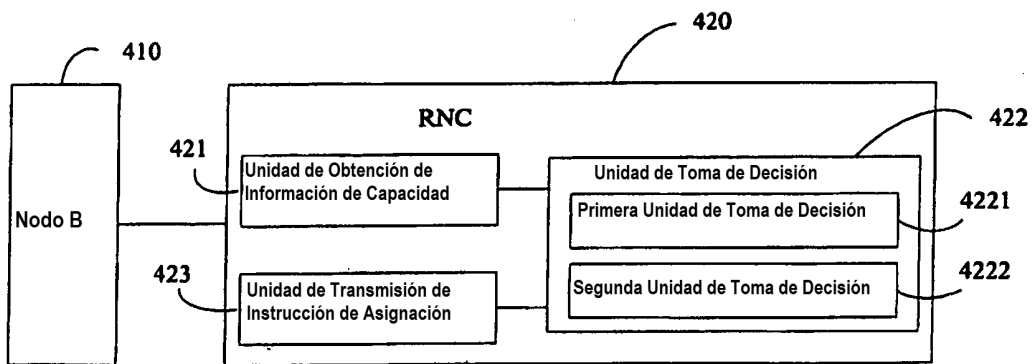 410
420
RNC
422
421
Unidad de Obtención de
Información de Capacidad
Unidad de Toma de Decisión
Primera Unidad de Toma de Decisión
4221
Nodo B
423
Unidad de Transmisión de
Instrucción de Asignación
Segunda Unidad de Toma de Decisión
4222